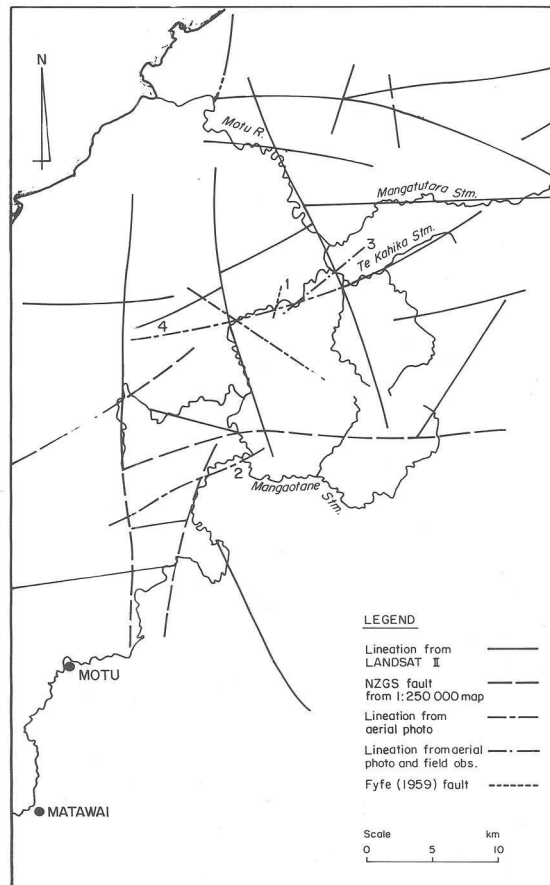 N
Motu R.
Mangatutara Stm.
3
Te Kahika Stm.
1
4
2
Mangaotane
Stm.
MOTU
MATAWAI
LEGEND
Lineation from
LANDSAT II
NZGS fault
from 1:250 000 map
Lineation from
aerial photo
Lineation from aerial
photo and field obs.
Fyfe (1959) fault
Scale km
0 5 10